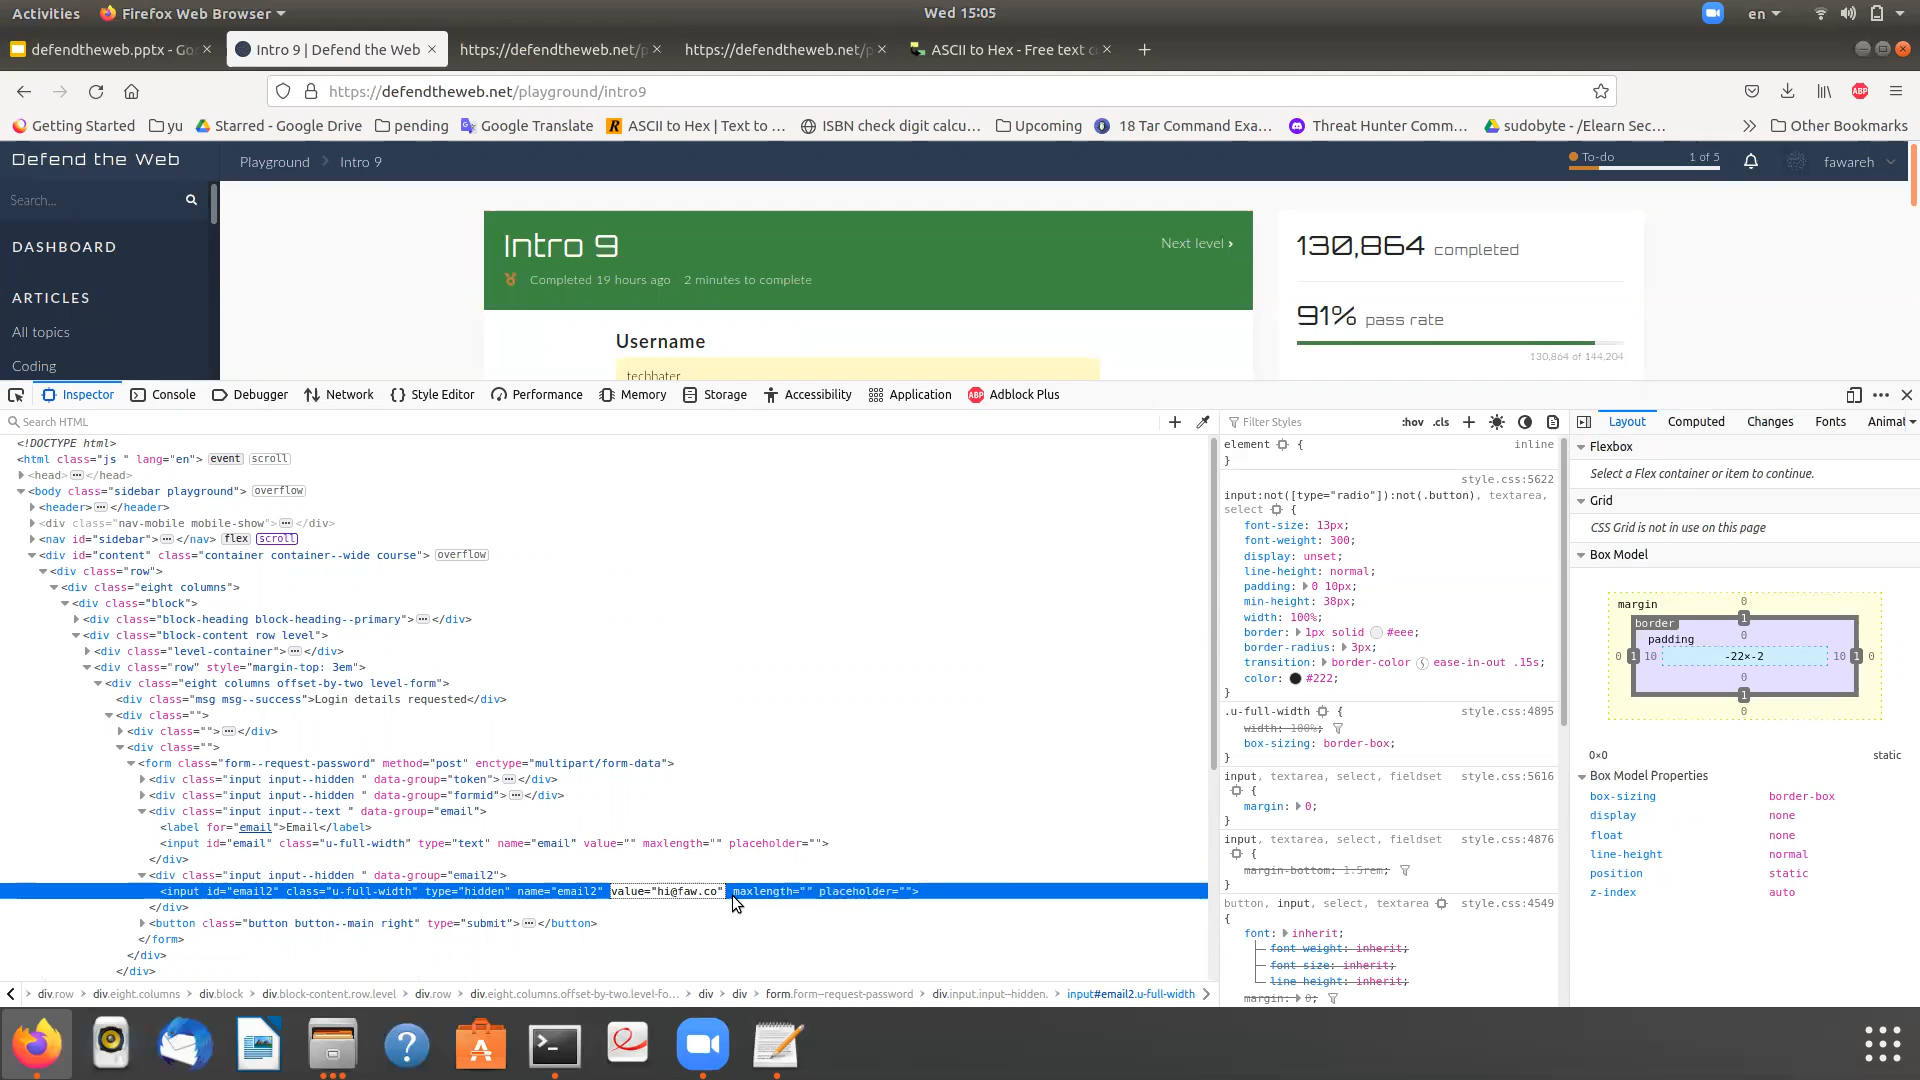 Activities
Firefox Web Browser
Wed 15:05
en
defendtheweb.pptx - Go
Intro 9 | Defend the Web
https://defendtheweb.net/p
https://defendtheweb.net/p
ASCII to Hex - Free text c
https://defendtheweb.net/playground/intro9
Getting Started
yu
Starred - Google Drive
pending
Google Translate
ASCII to Hex | Text to …
ISBN check digit calcu…
Upcoming
18 Tar Command Exa…
Threat Hunter Comm…
sudobyte - /Elearn Sec…
Other Bookmarks
Defend the Web
Playground
Intro 9
To-do
1 of 5
fawareh
Search...
DASHBOARD
ARTICLES
All topics
Coding
Intro 9
Completed 19 hours ago
2 minutes to complete
Next level ›
Username
techhater
130,864 completed
91% pass rate
130,864 of 144,204
Inspector
Console
Debugger
Network
Style Editor
Performance
Memory
Storage
Accessibility
Application
Adblock Plus
Search HTML
<!DOCTYPE html>
<html class="js " lang="en"> event scroll
<head> … </head>
<body class="sidebar playground"> overflow
<header> … </header>
<div class="nav-mobile mobile-show"> … </div>
<nav id="sidebar"> … </nav> flex scroll
<div id="content" class="container container--wide course"> overflow
<div class="row">
<div class="eight columns">
<div class="block">
<div class="block-heading block-heading--primary"> … </div>
<div class="block-content row level">
<div class="level-container"> … </div>
<div class="row" style="margin-top: 3em">
<div class="eight columns offset-by-two level-form">
<div class="msg msg--success">Login details requested</div>
<div class="">
<div class=""> … </div>
<div class="">
<form class="form--request-password" method="post" enctype="multipart/form-data">
<div class="input input--hidden " data-group="token"> … </div>
<div class="input input--hidden " data-group="formid"> … </div>
<div class="input input--text " data-group="email">
<label for="email">Email</label>
<input id="email" class="u-full-width" type="text" name="email" value="" maxlength="" placeholder="">
</div>
<div class="input input--hidden " data-group="email2">
<input id="email2" class="u-full-width" type="hidden" name="email2" value="hi@faw.co" maxlength="" placeholder="">
</div>
<button class="button button--main right" type="submit"> … </button>
</form>
</div>
</div>
div.row
div.eight.columns
div.block
div.block-content.row.level
div.row
div.eight.columns.offset-by-two.level-fo…
div
div
form.form--request-password
div.input.input--hidden.
input#email2.u-full-width
Filter Styles
:hov
.cls
element { inline
}
style.css:5622
input:not([type="radio"]):not(.button), textarea,
select {
font-size: 13px;
font-weight: 300;
display: unset;
line-height: normal;
padding: 0 10px;
min-height: 38px;
width: 100%;
border: 1px solid #eee;
border-radius: 3px;
transition: border-color ease-in-out .15s;
color: #222;
}
.u-full-width { style.css:4895
width: 100%;
box-sizing: border-box;
}
input, textarea, select, fieldset style.css:5616
{
margin: 0;
}
input, textarea, select, fieldset style.css:4876
{
margin-bottom: 1.5rem;
}
button, input, select, textarea style.css:4549
{
font: inherit;
font-weight: inherit;
font-size: inherit;
line-height: inherit;
margin: 0;
Layout
Computed
Changes
Fonts
Animat
Flexbox
Select a Flex container or item to continue.
Grid
CSS Grid is not in use on this page
Box Model
margin
0
border
1
padding
0
0 1 10 -22×-2 10 1 0
0
1
0
0×0
static
Box Model Properties
box-sizing border-box
display none
float none
line-height normal
position static
z-index auto